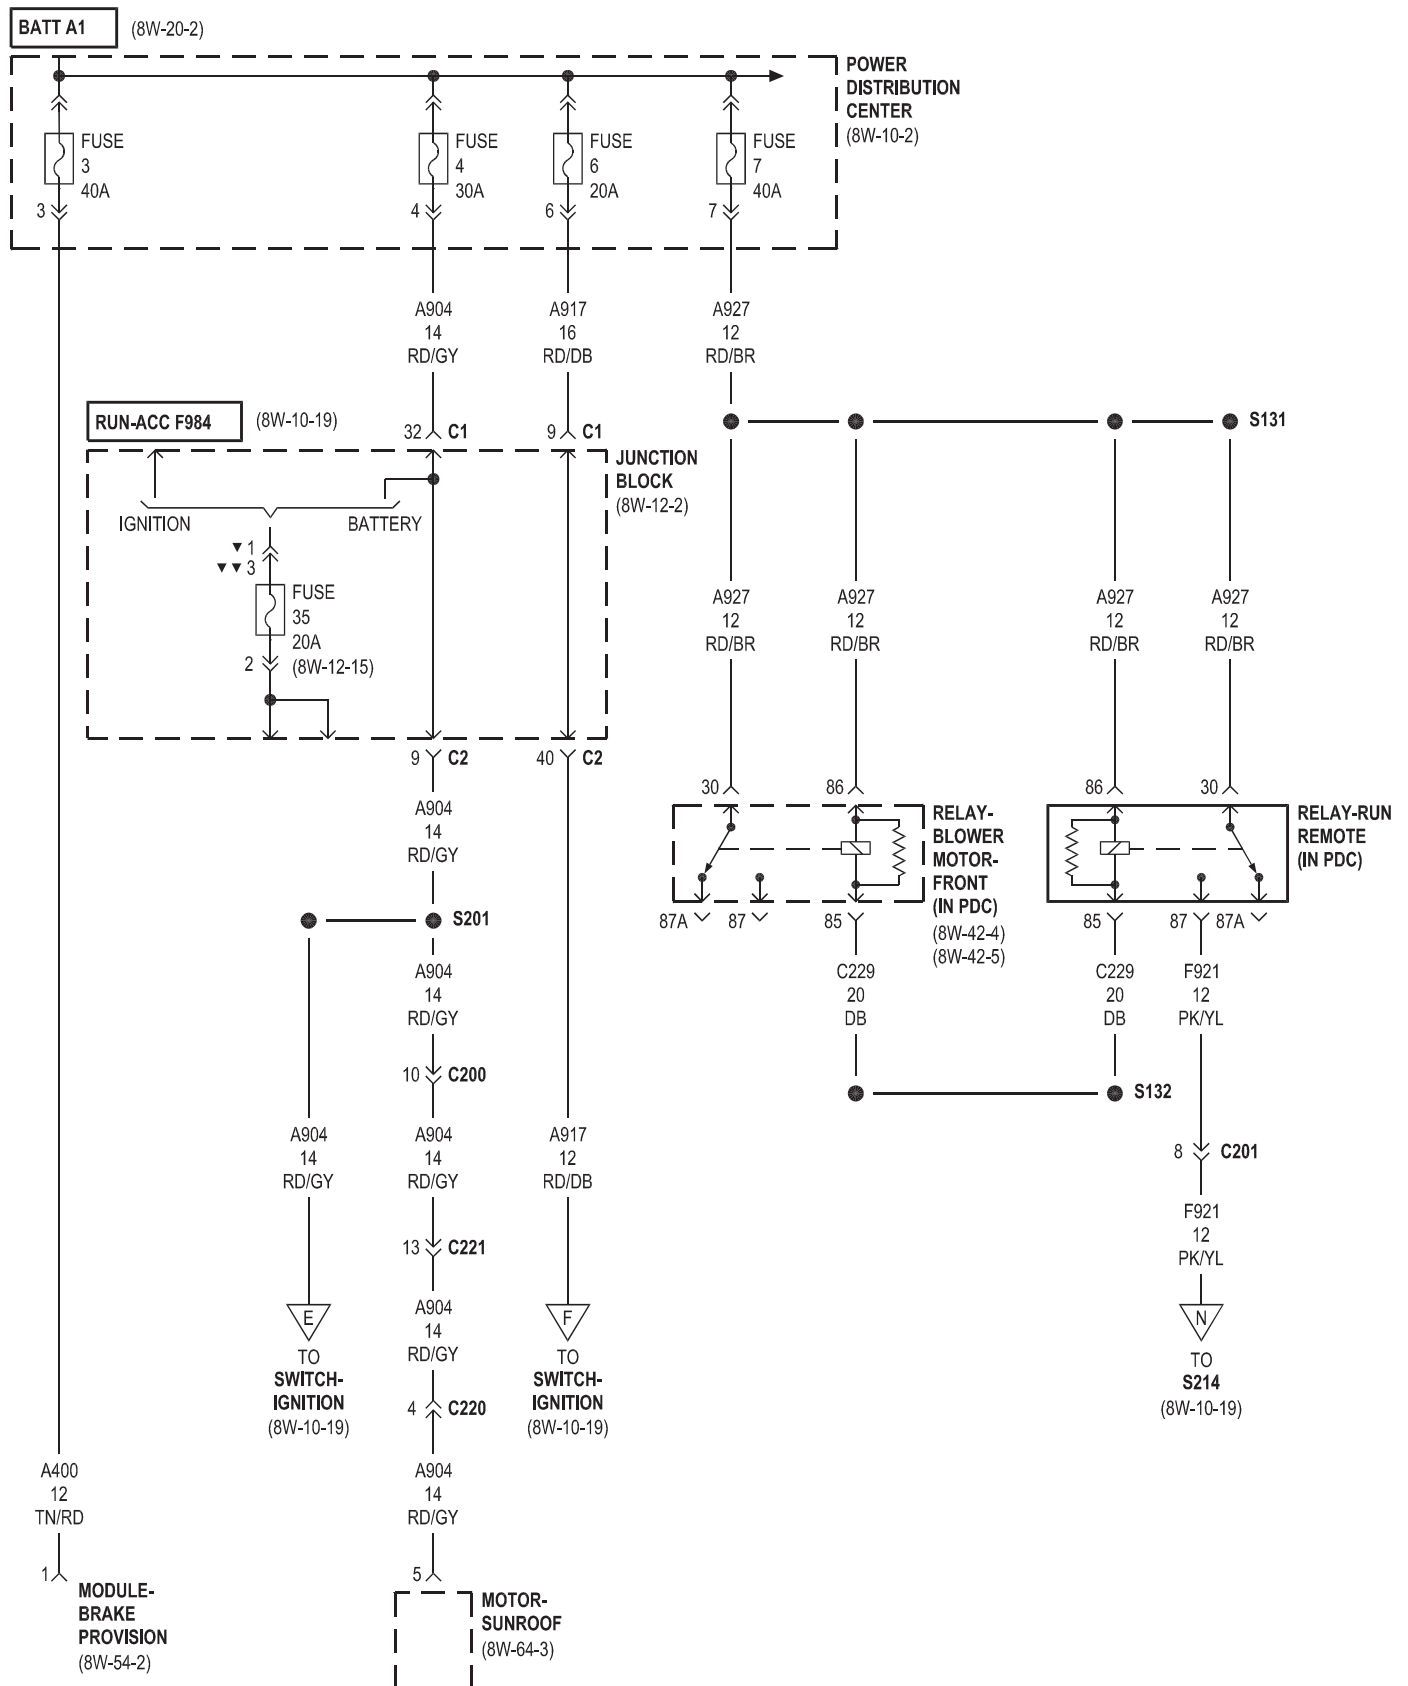 BATT A1 (8W-20-2)
POWER
DISTRIBUTION
CENTER
(8W-10-2)
FUSE
3
40A
3
FUSE
4
30A
4
FUSE
6
20A
6
FUSE
7
40A
7
A904
14
RD/GY
A917
16
RD/DB
A927
12
RD/BR
RUN-ACC F984 (8W-10-19)
32 C1
9 C1
S131
JUNCTION
BLOCK
(8W-12-2)
IGNITION
BATTERY
▼ 1
▼▼ 3
FUSE
35
20A
(8W-12-15)
2
A927
12
RD/BR
A927
12
RD/BR
A927
12
RD/BR
A927
12
RD/BR
9 C2
40 C2
A904
14
RD/GY
30
86
86
30
RELAY-
BLOWER
MOTOR-
FRONT
(IN PDC)
(8W-42-4)
(8W-42-5)
RELAY-RUN
REMOTE
(IN PDC)
87A
87
85
85
87
87A
S201
A904
14
RD/GY
C229
20
DB
C229
20
DB
F921
12
PK/YL
10 C200
S132
A904
14
RD/GY
A904
14
RD/GY
A917
12
RD/DB
8 C201
F921
12
PK/YL
13 C221
A904
14
RD/GY
E
TO
SWITCH-
IGNITION
(8W-10-19)
F
TO
SWITCH-
IGNITION
(8W-10-19)
N
TO
S214
(8W-10-19)
4 C220
A400
12
TN/RD
A904
14
RD/GY
1
MODULE-
BRAKE
PROVISION
(8W-54-2)
5
MOTOR-
SUNROOF
(8W-64-3)